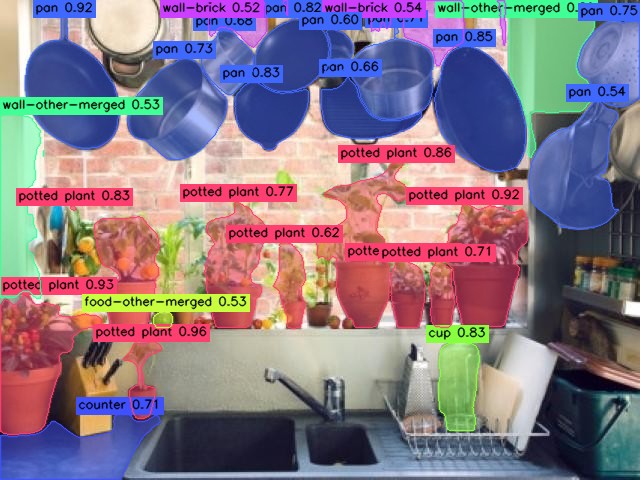 pan 0.92
wall-brick 0.52
pan 0.82
wall-brick 0.54
wall-other-merged 0.
pan 0.75
pan 0.68
pan 0.60
pan 0.73
pan 0.85
pan 0.83
pan 0.66
pan 0.54
wall-other-merged 0.53
potted plant 0.86
potted plant 0.83
potted plant 0.77
potted plant 0.92
potted plant 0.62
potte
potted plant 0.71
potted plant 0.93
food-other-merged 0.53
potted plant 0.96
cup 0.83
counter 0.71